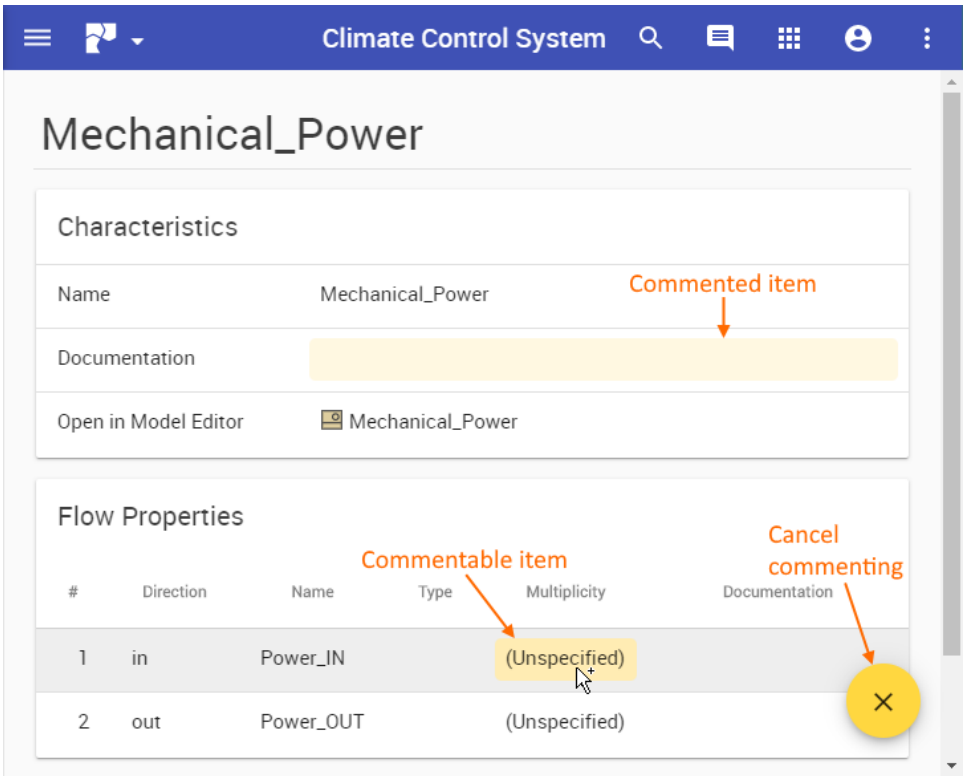 Climate Control System
Mechanical_Power
Characteristics
Name Mechanical_Power
Commented item
Documentation
Open in Model Editor Mechanical_Power
Flow Properties
Cancel
commenting
Commentable item
# Direction Name Type Multiplicity Documentation
1 in Power_IN (Unspecified)
2 out Power_OUT (Unspecified)